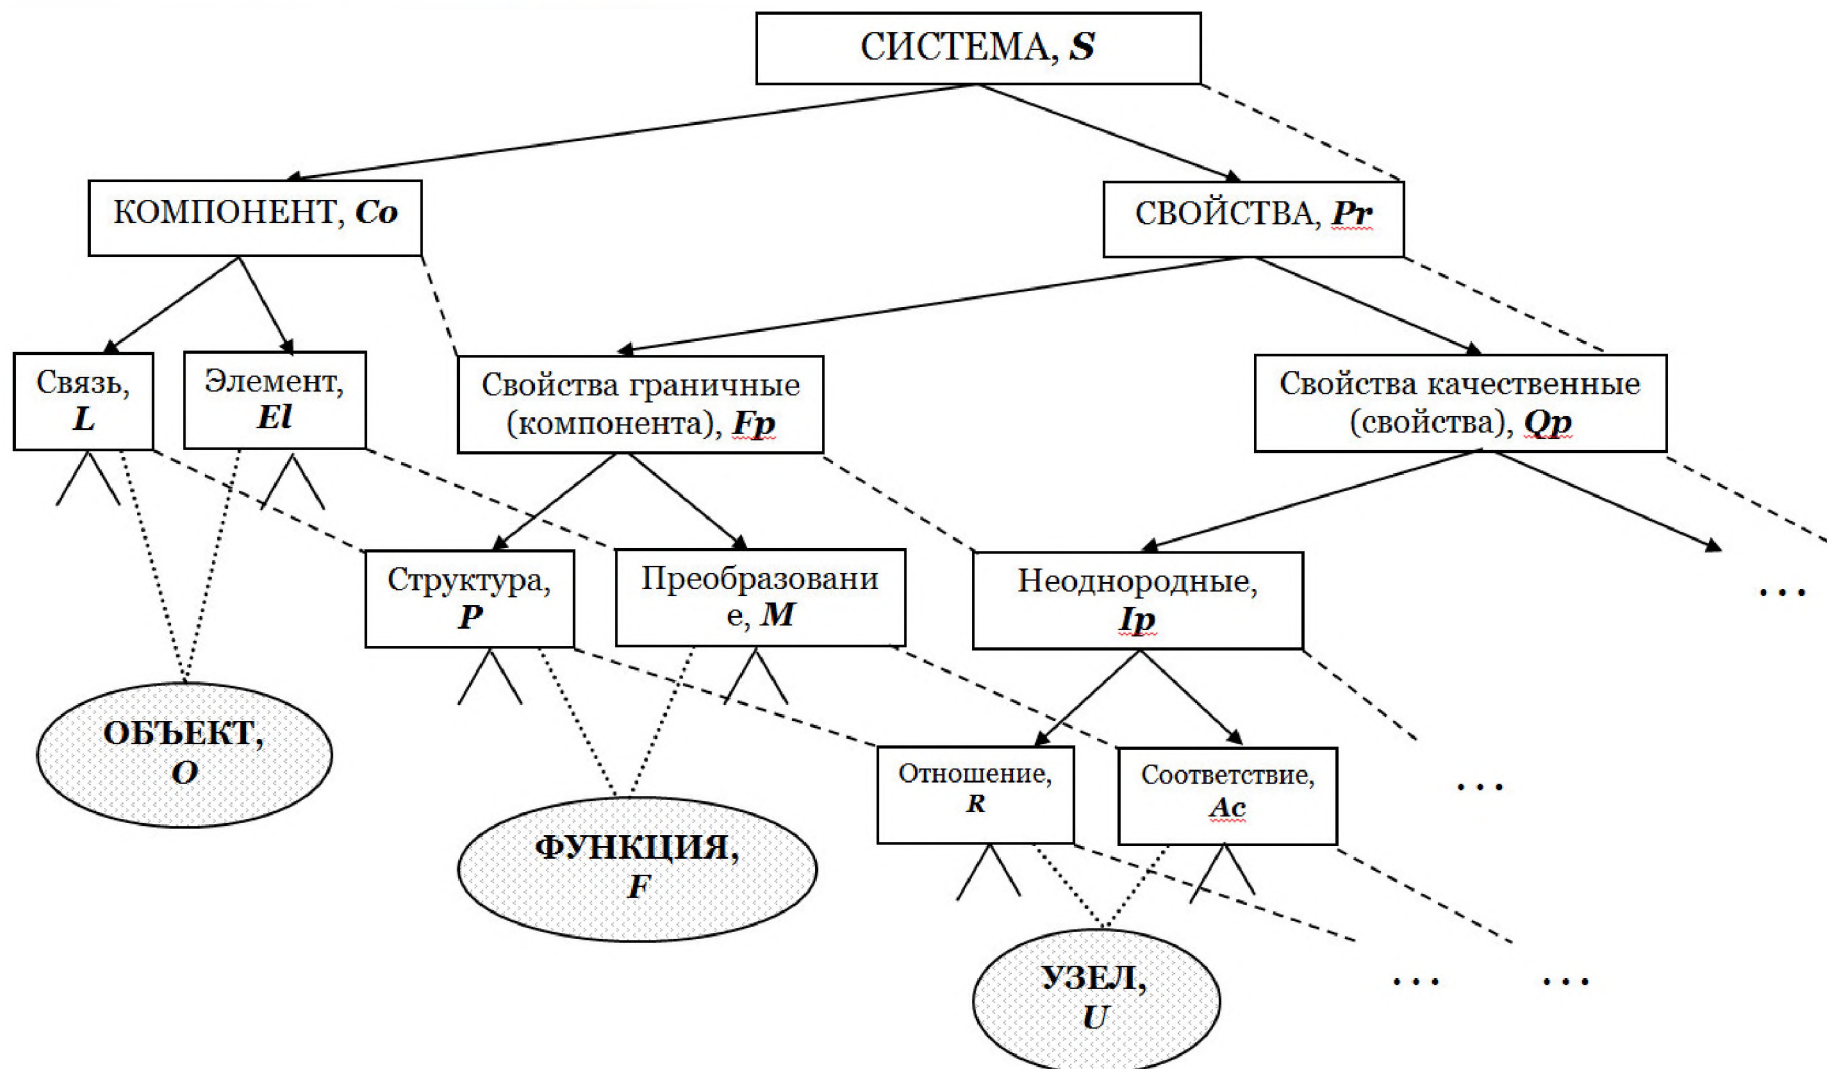 СИСТЕМА, S
КОМПОНЕНТ, Co
СВОЙСТВА, Pr
Связь,
L
Элемент,
El
Свойства граничные
(компонента), Fp
Свойства качественные
(свойства), Qp
Структура,
P
Преобразовани
е, M
Неоднородные,
Ip
...
ОБЪЕКТ,
O
ФУНКЦИЯ,
F
Отношение,
R
Соответствие,
Ac
...
УЗЕЛ,
U
... ...